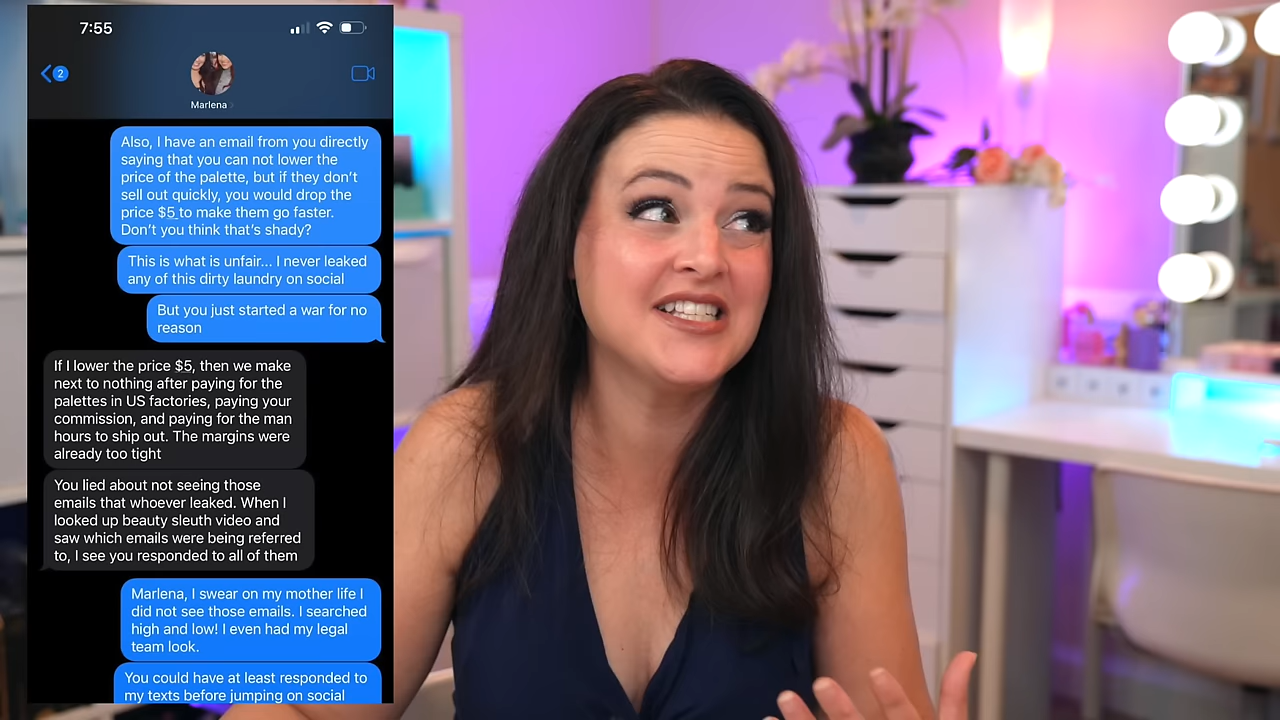 7:55
2
Marlena
Also, I have an email from you directly
saying that you can not lower the
price of the palette, but if they don't
sell out quickly, you would drop the
price $5 to make them go faster.
Don't you think that's shady?
This is what is unfair... I never leaked
any of this dirty laundry on social
But you just started a war for no
reason
If I lower the price $5, then we make
next to nothing after paying for the
palettes in US factories, paying your
commission, and paying for the man
hours to ship out. The margins were
already too tight
You lied about not seeing those
emails that whoever leaked. When I
looked up beauty sleuth video and
saw which emails were being referred
to, I see you responded to all of them
Marlena, I swear on my mother life I
did not see those emails. I searched
high and low! I even had my legal
team look.
You could have at least responded to
my texts before jumping on social